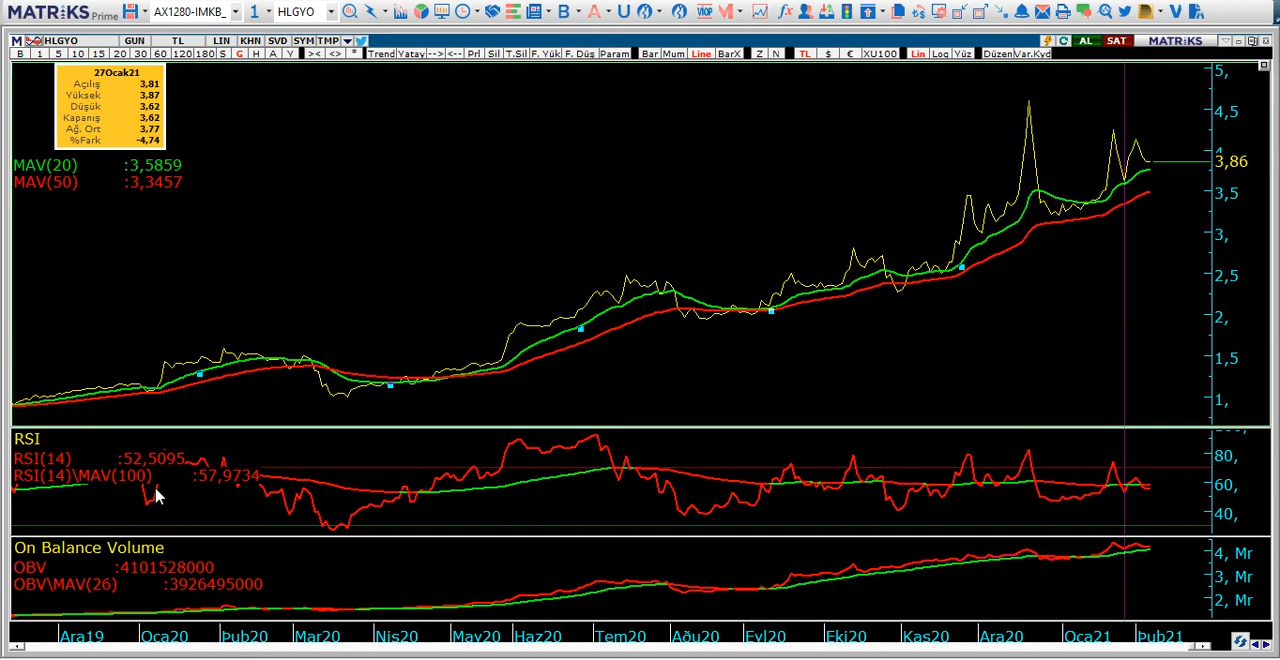 MATRiKS Prime AX1280-IMKB_ 1 HLGYO
M HLGYO GUN TL LIN KHN SVD SYM TMP AL SAT MATRiKS
B 1 5 10 15 20 30 60 120 180 S G H A Y * >< <> Trend Yatay --> <-- Prl Sil T.Sil F. Yük F. Düş Param Bar Mum Line BarX Z N TL $ € XU100 Lin Log Yüz Düzen Var.Kyd
27Ocak21
Açılış 3,81
Yüksek 3,87
Düşük 3,62
Kapanış 3,62
Ağ. Ort 3,77
%Fark -4,74
MAV(20) :3,5859
MAV(50) :3,3457
5,
4,5
4,
3,86
3,5
3,
2,5
2,
1,5
1,
RSI
RSI(14) :52,5095
RSI(14)\MAV(100) :57,9734
80,
60,
40,
On Balance Volume
OBV :4101528000
OBV\MAV(26) :3926495000
4, Mr
3, Mr
2, Mr
Ara19 Oca20 Þub20 Mar20 Nis20 May20 Haz20 Tem20 Aðu20 Eyl20 Eki20 Kas20 Ara20 Oca21 Þub21